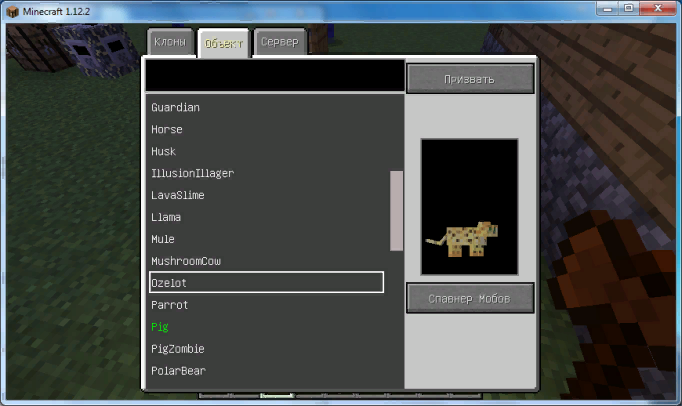 Minecraft 1.12.2
Клоны
Объект
Сервер
Призвать
Guardian
Horse
Husk
IllusionIllager
LavaSlime
Llama
Mule
MushroomCow
Ozelot
Спавнер Мобов
Parrot
Pig
PigZombie
PolarBear